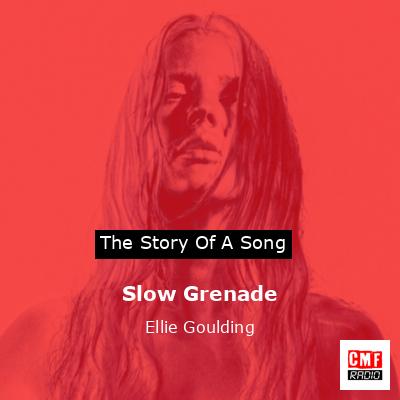 The Story Of A Song
Slow Grenade
Ellie Goulding
CMF
RADIO